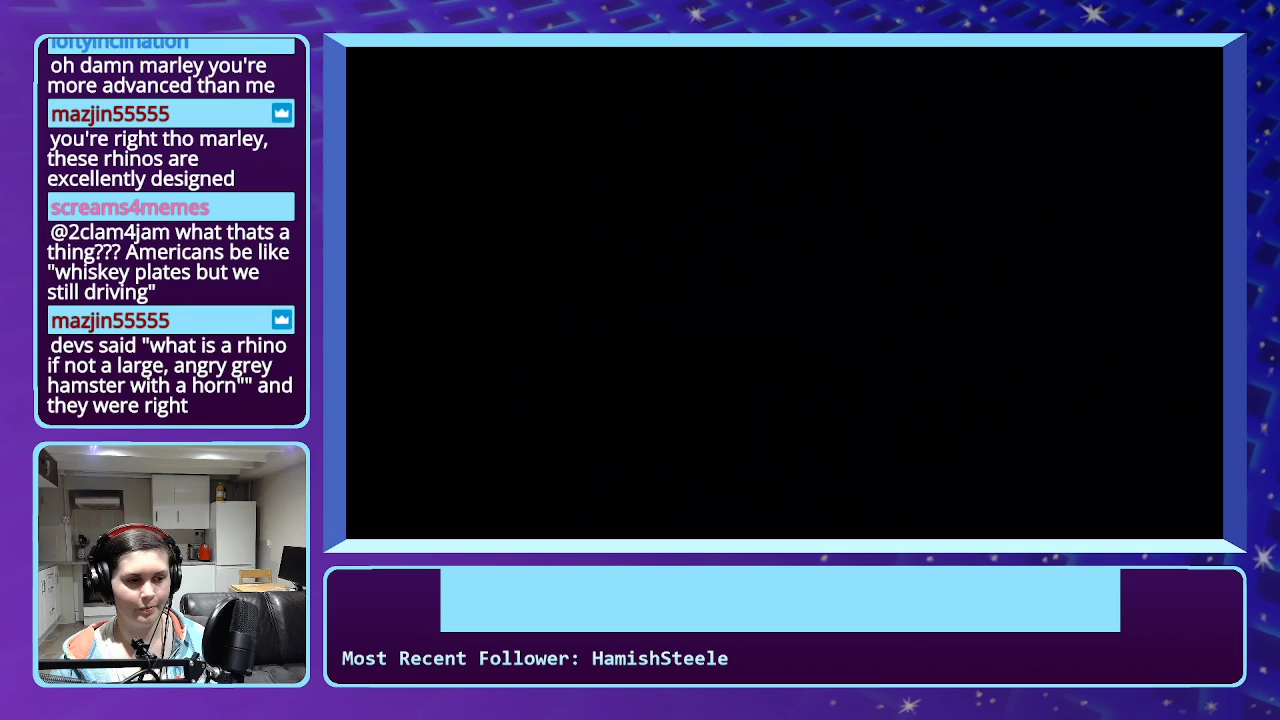 loftyinclination
oh damn marley you're
more advanced than me
mazjin55555
you're right tho marley,
these rhinos are
excellently designed
screams4memes
@2clam4jam what thats a
thing??? Americans be like
"whiskey plates but we
still driving"
mazjin55555
devs said "what is a rhino
if not a large, angry grey
hamster with a horn"" and
they were right
Most Recent Follower: HamishSteele